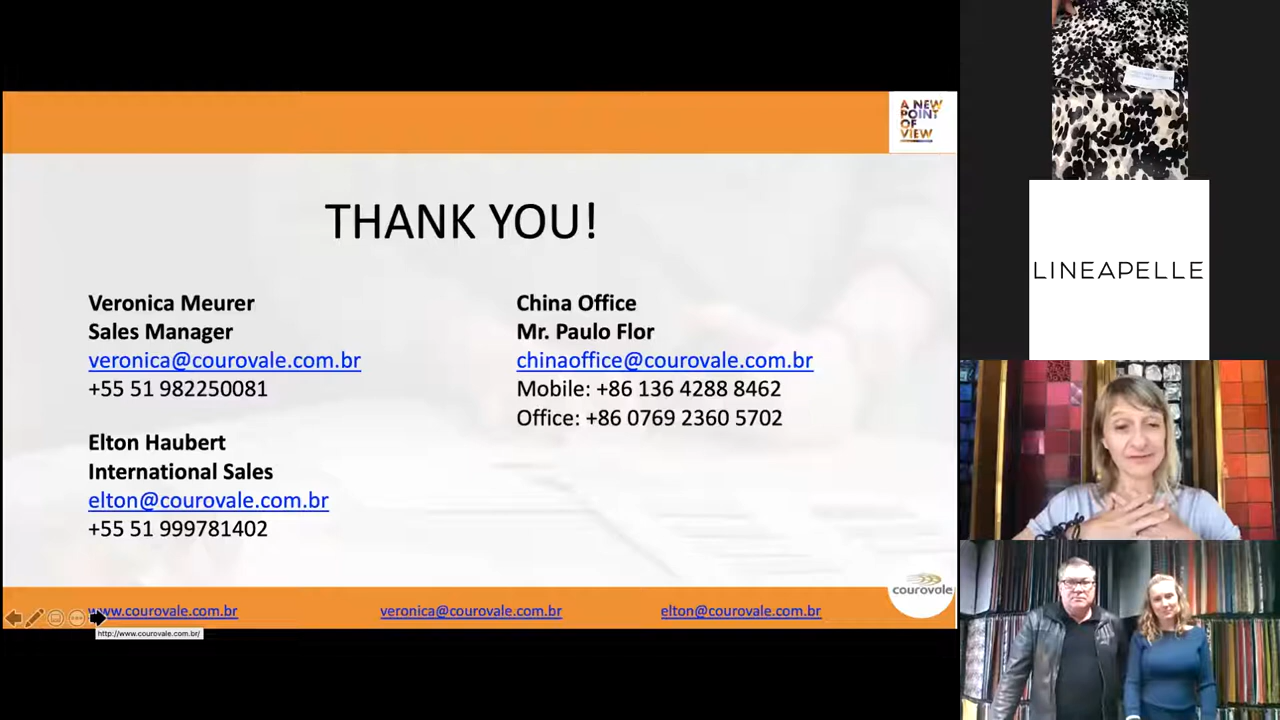 A NEW
POINT
OF
VIEW
THANK YOU!
Veronica Meurer
Sales Manager
veronica@courovale.com.br
+55 51 982250081
Elton Haubert
International Sales
elton@courovale.com.br
+55 51 999781402
China Office
Mr. Paulo Flor
chinaoffice@courovale.com.br
Mobile: +86 136 4288 8462
Office: +86 0769 2360 5702
www.courovale.com.br
veronica@courovale.com.br
elton@courovale.com.br
courovale
http://www.courovale.com.br/
LINEAPELLE